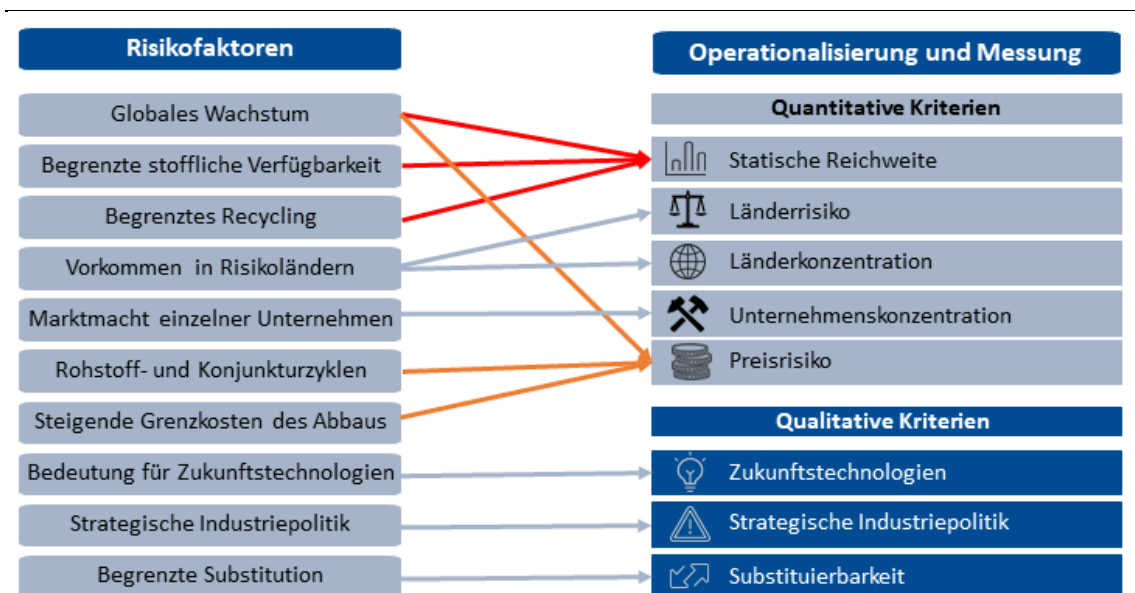 Risikofaktoren
Globales Wachstum
Begrenzte stoffliche Verfügbarkeit
Begrenztes Recycling
Vorkommen in Risikoländern
Marktmacht einzelner Unternehmen
Rohstoff- und Konjunkturzyklen
Steigende Grenzkosten des Abbaus
Bedeutung für Zukunftstechnologien
Strategische Industriepolitik
Begrenzte Substitution
Operationalisierung und Messung
Quantitative Kriterien
Statische Reichweite
Länderrisiko
Länderkonzentration
Unternehmenskonzentration
Preisrisiko
Qualitative Kriterien
Zukunftstechnologien
Strategische Industriepolitik
Substituierbarkeit